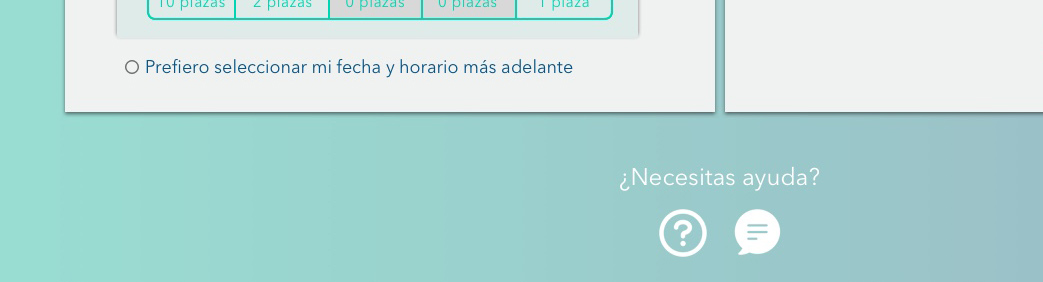 10 plazas 2 plazas 0 plazas 0 plazas 1 plaza
Prefiero seleccionar mi fecha y horario más adelante
¿Necesitas ayuda?
?